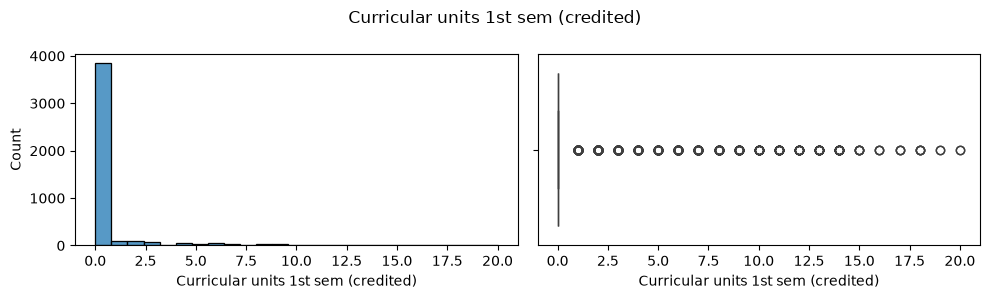 Curricular units 1st sem (credited)
4000
3000
2000
1000
0
Count
0.0 2.5 5.0 7.5 10.0 12.5 15.0 17.5 20.0
Curricular units 1st sem (credited)
0.0 2.5 5.0 7.5 10.0 12.5 15.0 17.5 20.0
Curricular units 1st sem (credited)